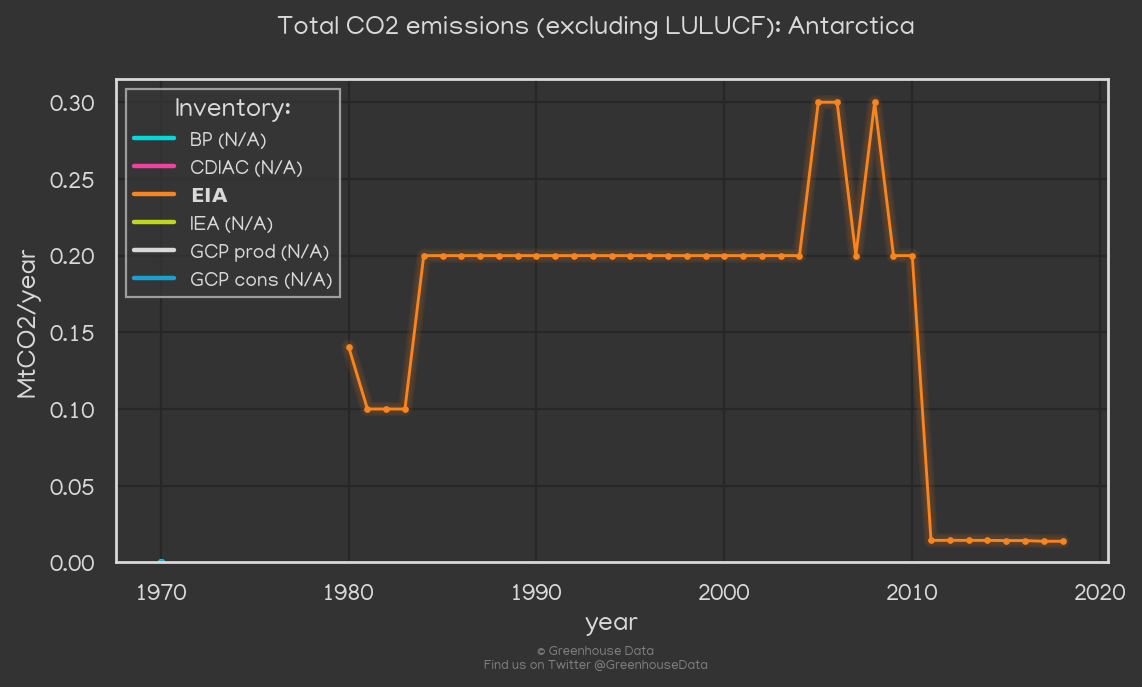 Total CO2 emissions (excluding LULUCF): Antarctica
Inventory:
BP (N/A)
CDIAC (N/A)
EIA
IEA (N/A)
GCP prod (N/A)
GCP cons (N/A)
MtCO2/year
0.30
0.25
0.20
0.15
0.10
0.05
0.00
1970 1980 1990 2000 2010 2020
year
© Greenhouse Data
Find us on Twitter @GreenhouseData